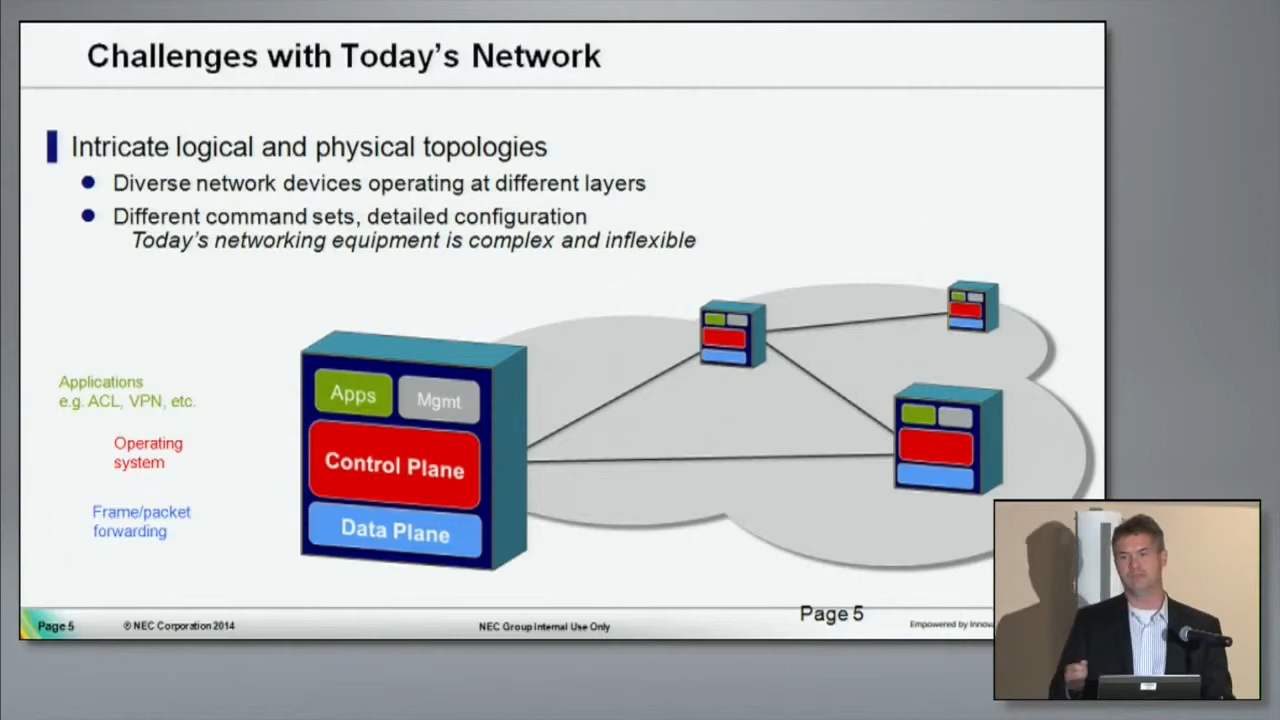 Challenges with Today's Network
Intricate logical and physical topologies
Diverse network devices operating at different layers
Different command sets, detailed configuration
Today's networking equipment is complex and inflexible
Applications
e.g. ACL, VPN, etc.
Operating
system
Frame/packet
forwarding
Apps
Mgmt
Control Plane
Data Plane
Page 5
Page 5
© NEC Corporation 2014
NEC Group Internal Use Only
Empowered by